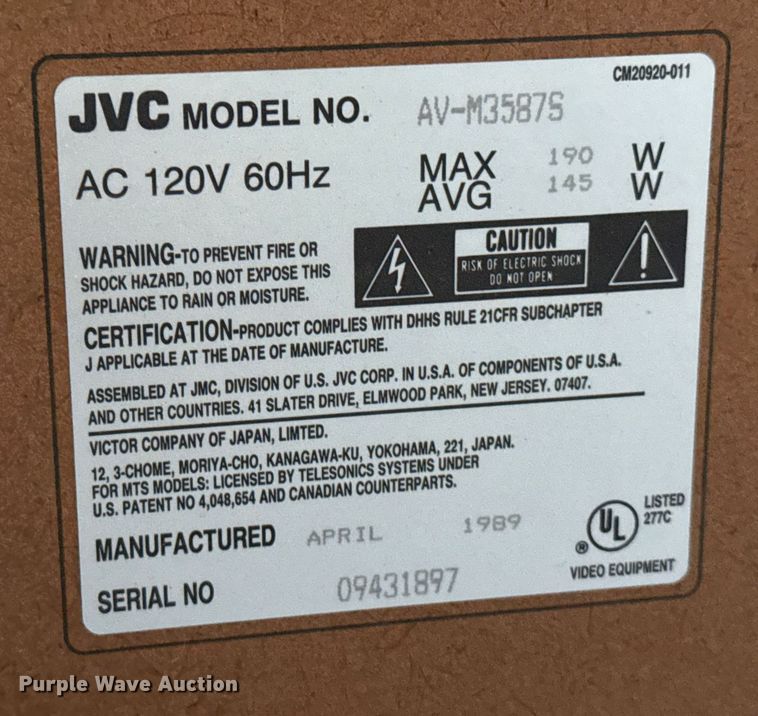 CM20920-011
JVC MODEL NO. AV-M3587S
AC 120V 60Hz MAX 190 W
AVG 145 W
WARNING-TO PREVENT FIRE OR
SHOCK HAZARD, DO NOT EXPOSE THIS
APPLIANCE TO RAIN OR MOISTURE.
CAUTION
RISK OF ELECTRIC SHOCK
DO NOT OPEN
CERTIFICATION-PRODUCT COMPLIES WITH DHHS RULE 21CFR SUBCHAPTER
J APPLICABLE AT THE DATE OF MANUFACTURE.
ASSEMBLED AT JMC, DIVISION OF U.S. JVC CORP. IN U.S.A. OF COMPONENTS OF U.S.A.
AND OTHER COUNTRIES. 41 SLATER DRIVE, ELMWOOD PARK, NEW JERSEY. 07407.
VICTOR COMPANY OF JAPAN, LIMTED.
12, 3-CHOME, MORIYA-CHO, KANAGAWA-KU, YOKOHAMA, 221, JAPAN.
FOR MTS MODELS: LICENSED BY TELESONICS SYSTEMS UNDER
U.S. PATENT NO 4,048,654 AND CANADIAN COUNTERPARTS.
MANUFACTURED APRIL 1989
SERIAL NO 09431897
UL ®
LISTED
277C
VIDEO EQUIPMENT
Purple Wave Auction